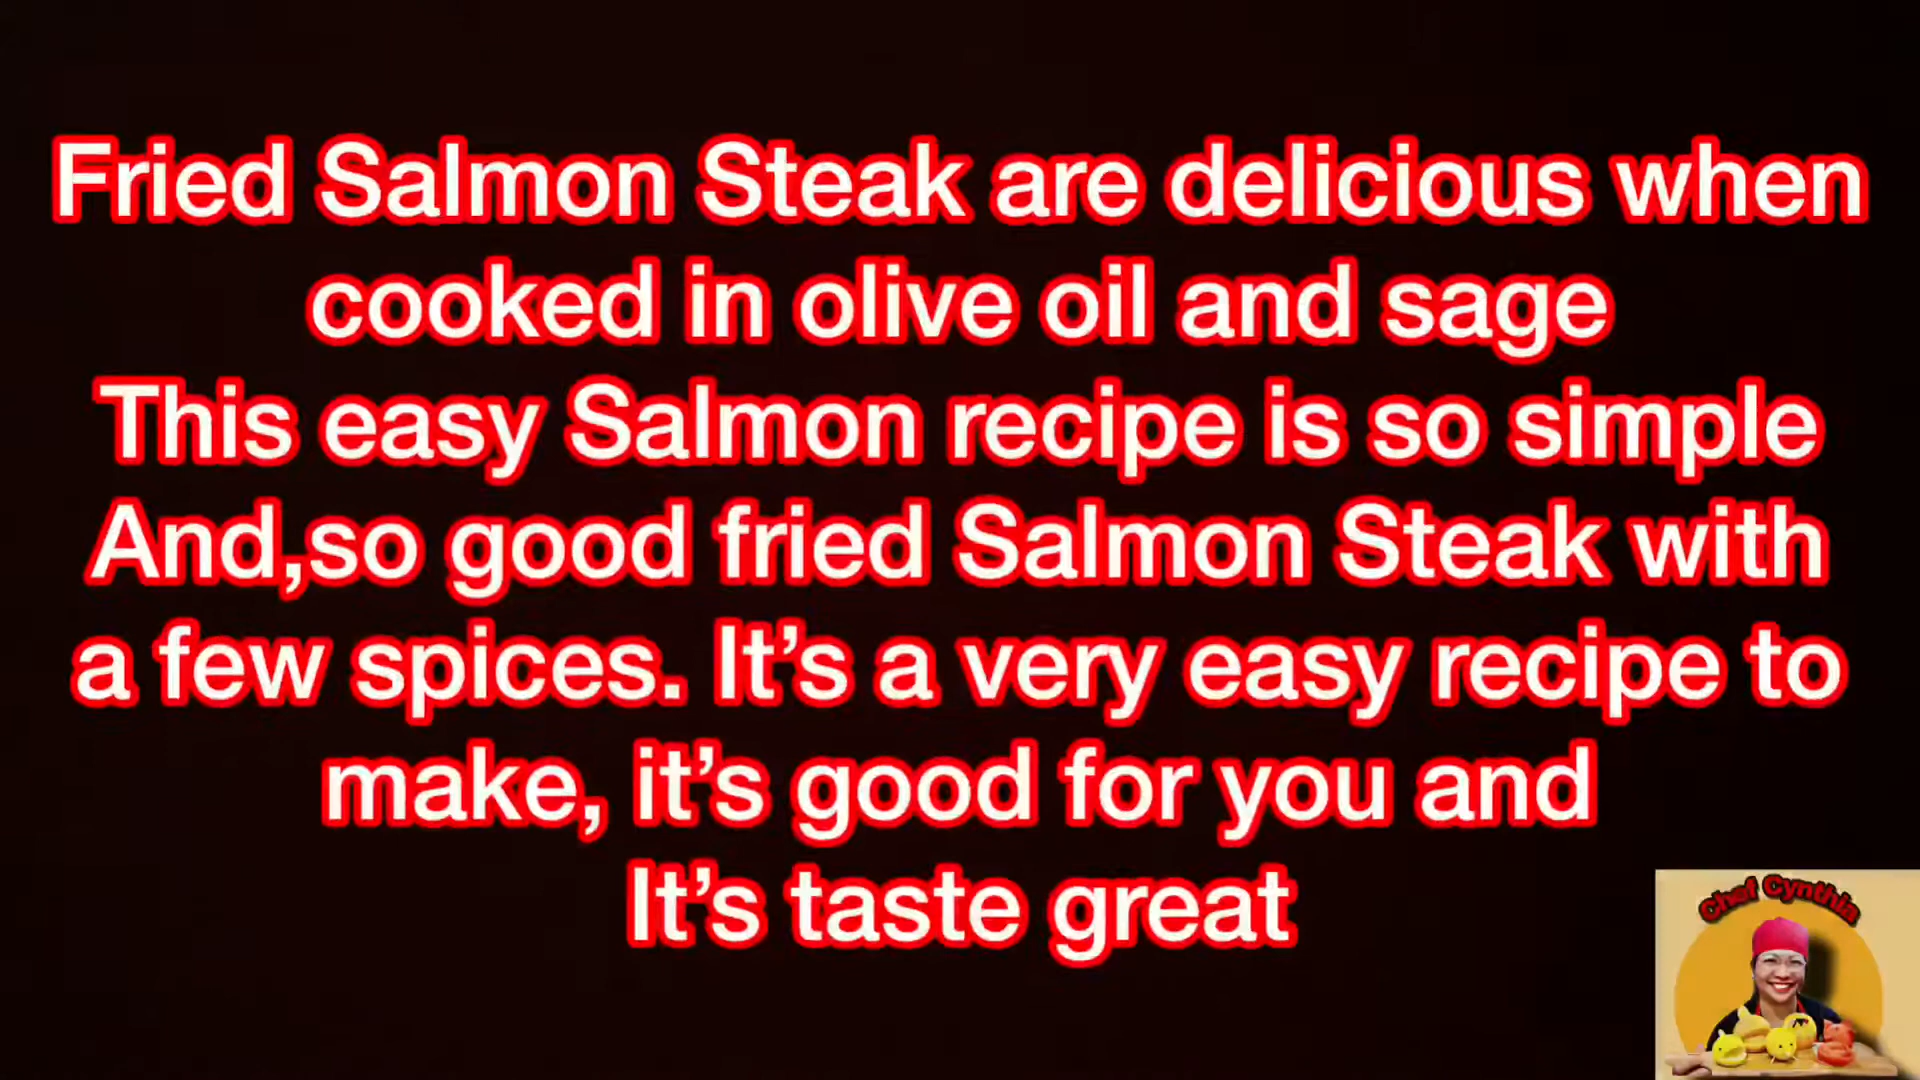 Fried Salmon Steak are delicious when
cooked in olive oil and sage
This easy Salmon recipe is so simple
And,so good fried Salmon Steak with
a few spices. It’s a very easy recipe to
make, it’s good for you and
It’s taste great
Chef Cynthia